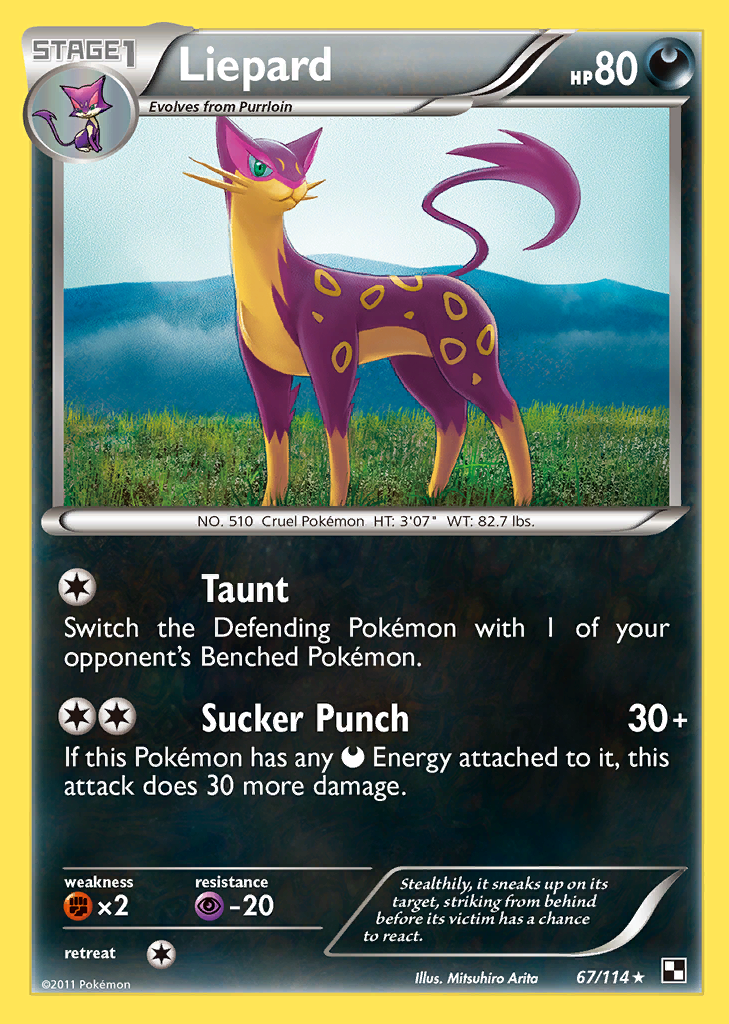 STAGE1
Liepard
HP80
Evolves from Purrloin
NO. 510 Cruel Pokémon HT: 3'07" WT: 82.7 lbs.
Taunt
Switch the Defending Pokémon with 1 of your
opponent's Benched Pokémon.
Sucker Punch 30+
If this Pokémon has any Energy attached to it, this
attack does 30 more damage.
weakness
×2
resistance
-20
retreat
Stealthily, it sneaks up on its
target, striking from behind
before its victim has a chance
to react.
©2011 Pokémon
Illus. Mitsuhiro Arita
67/114★